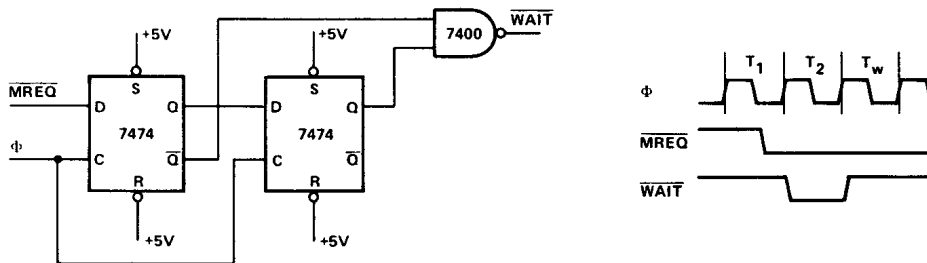 +5V
+5V
7400
WAIT
MREQ
D
S
Q
D
S
Q
7474
7474
Φ
C
Q
C
Q
R
R
+5V
+5V
T1
T2
Tw
Φ
MREQ
WAIT